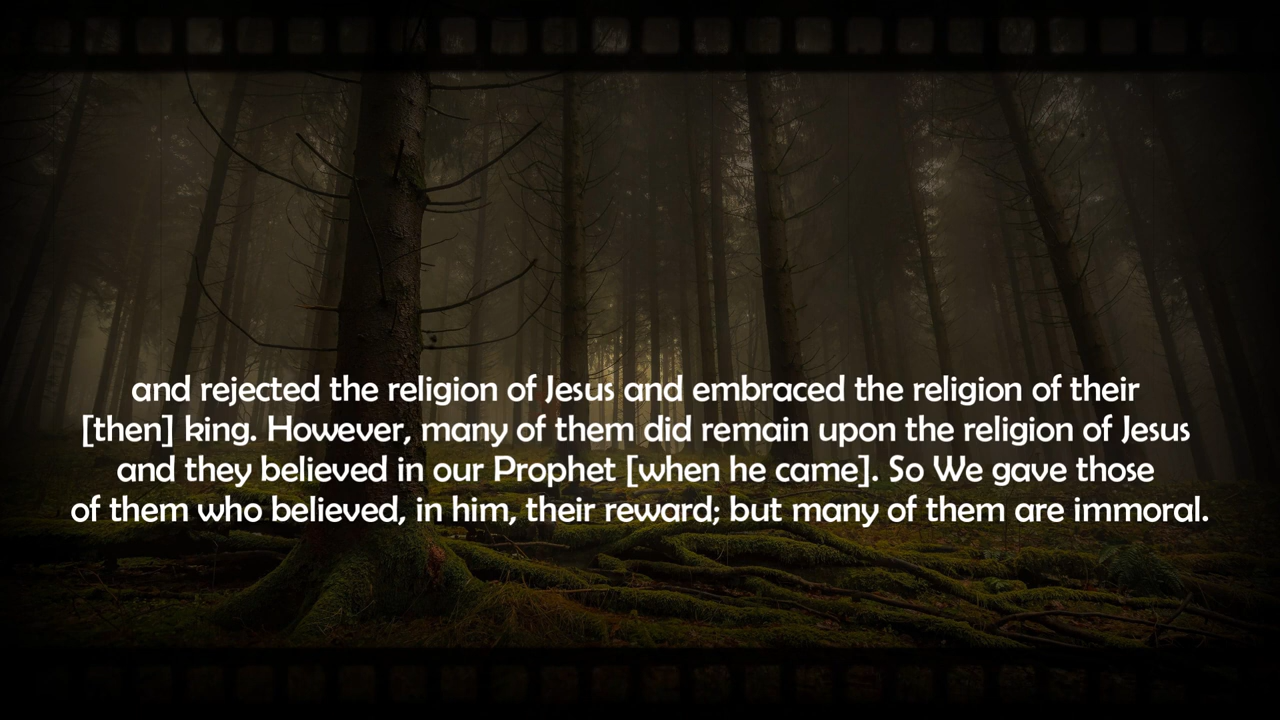 and rejected the religion of Jesus and embraced the religion of their
[then] king. However, many of them did remain upon the religion of Jesus
and they believed in our Prophet [when he came]. So We gave those
of them who believed, in him, their reward; but many of them are immoral.